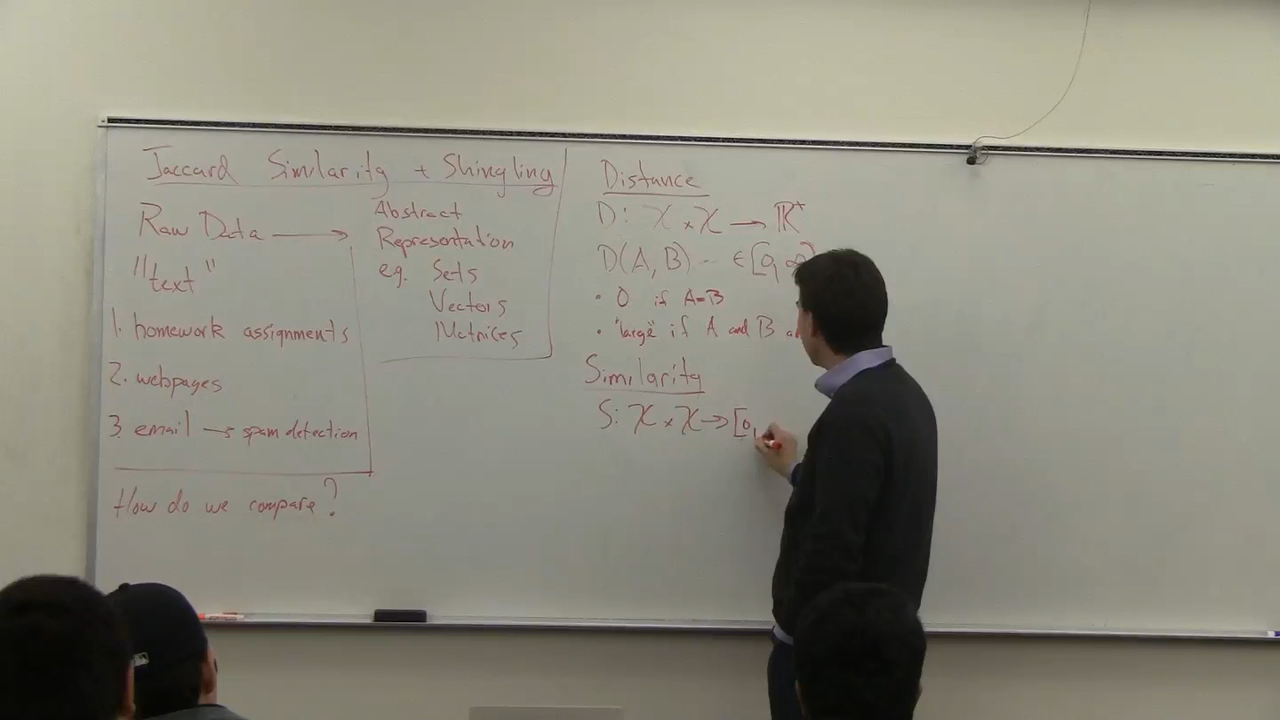 Jaccard Similarity + Shingling
Raw Data →
"text"
1. homework assignments
2. webpages
3. email → spam detection
How do we compare?
Abstract
Representation
eg. Sets
Vectors
Matrices
Distance
D: X × X → ℝ⁺
D(A, B) ∈ [0, ∞)
• 0 if A=B
• "large" if A and B
Similarity
S: X × X → [0,